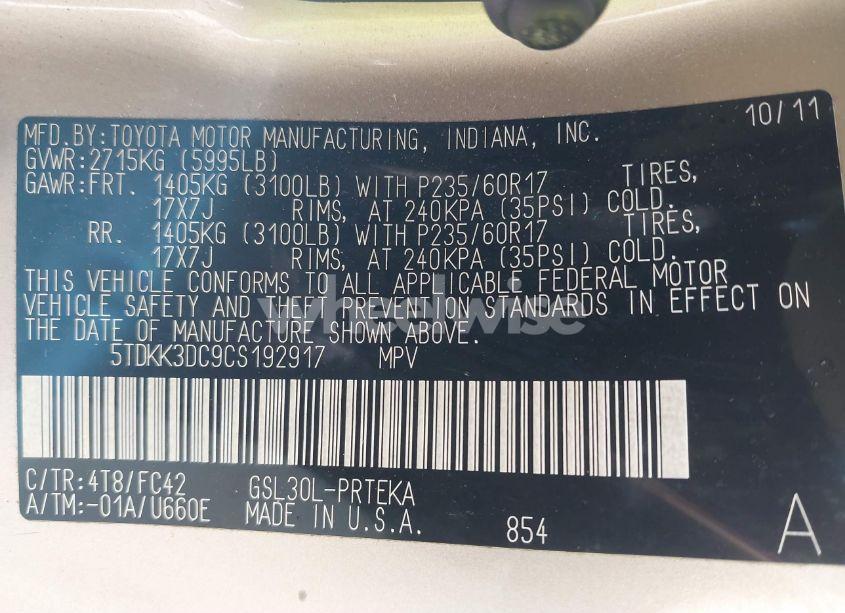 10/11
MFD.BY:TOYOTA MOTOR MANUFACTURING, INDIANA, INC.
GVWR:2715KG (5995LB)
GAWR:FRT. 1405KG (3100LB) WITH P235/60R17 TIRES,
17X7J RIMS, AT 240KPA (35PSI) COLD.
RR. 1405KG (3100LB) WITH P235/60R17 TIRES,
17X7J RIMS, AT 240KPA (35PSI) COLD.
THIS VEHICLE CONFORMS TO ALL APPLICABLE FEDERAL MOTOR
VEHICLE SAFETY AND THEFT PREVENTION STANDARDS IN EFFECT ON
THE DATE OF MANUFACTURE SHOWN ABOVE.
wheelwise
5TDKK3DC9CS192917 MPV
C/TR:4T8/FC42 GSL30L-PRTEKA
A/TM:-01A/U660E MADE IN U.S.A. 854 A